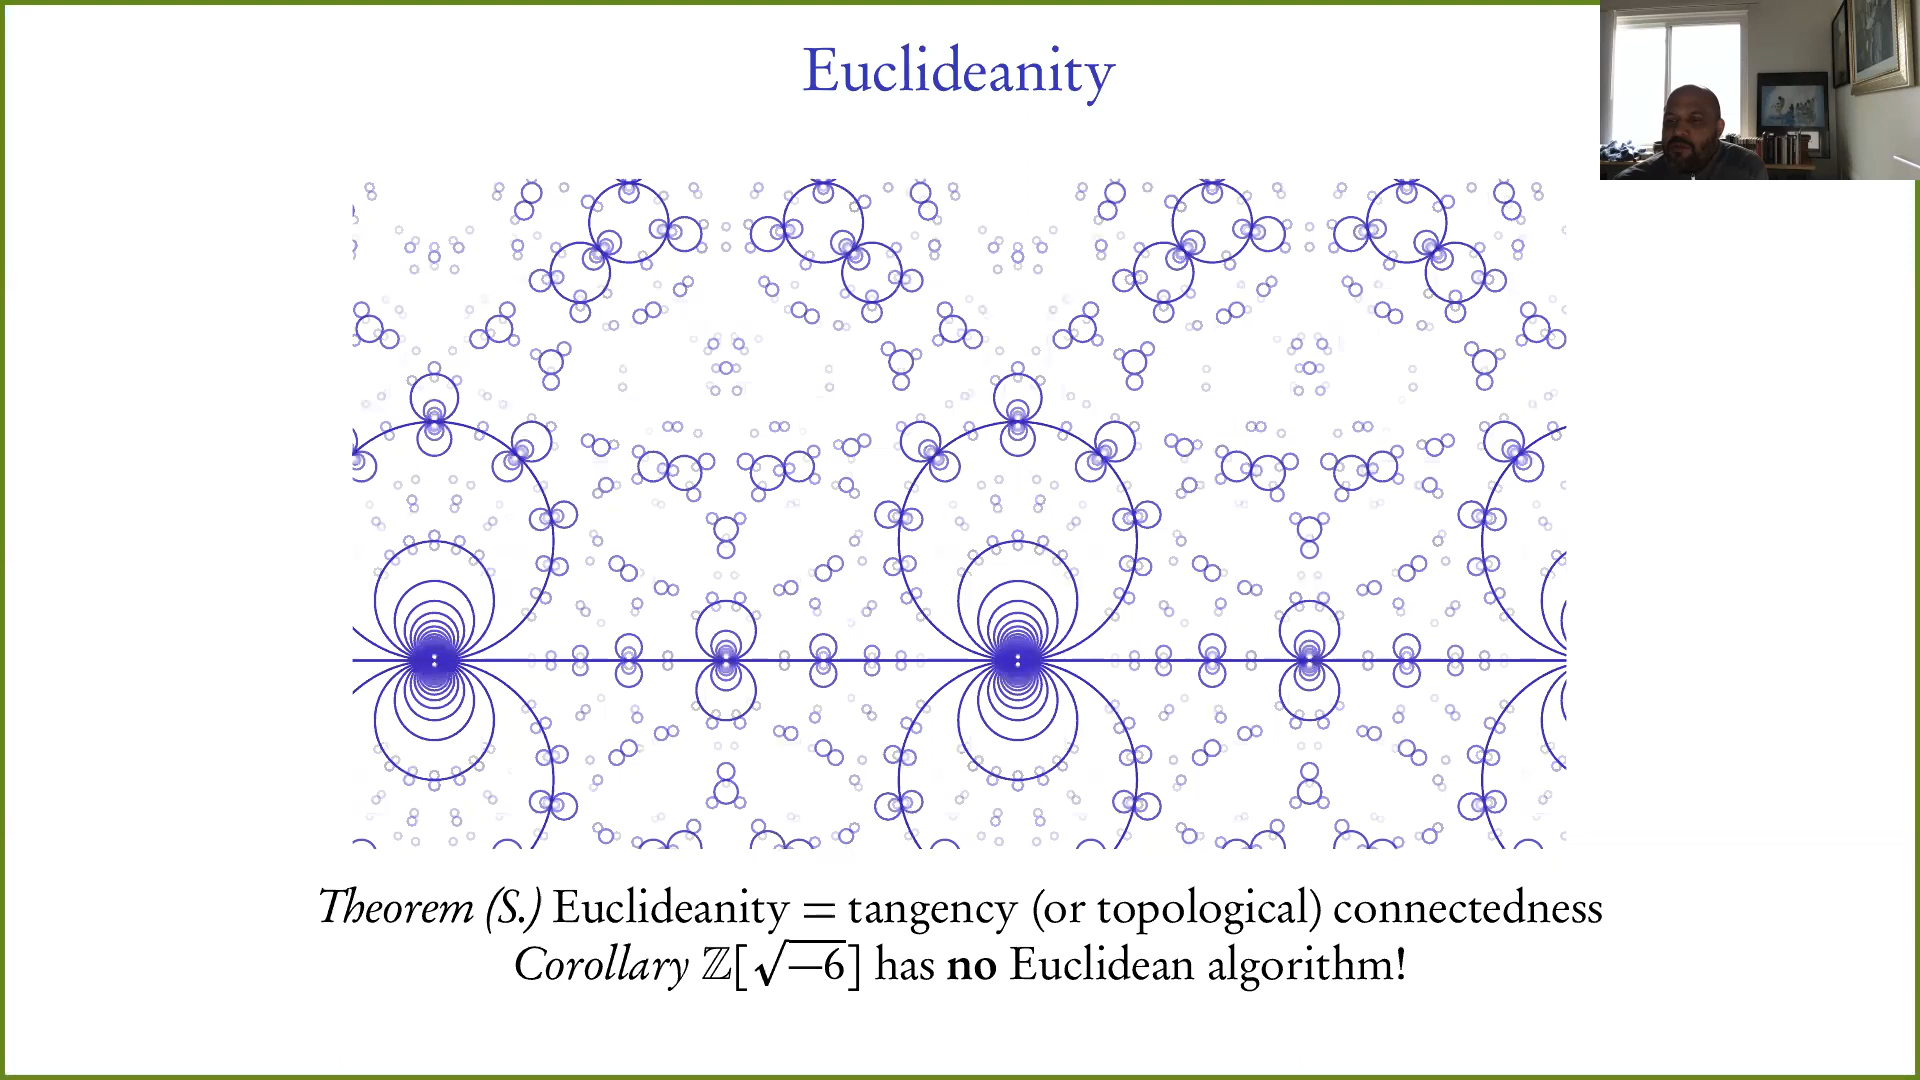 Euclideanity
Theorem (S.) Euclideanity = tangency (or topological) connectedness
Corollary ℤ[√−6] has no Euclidean algorithm!